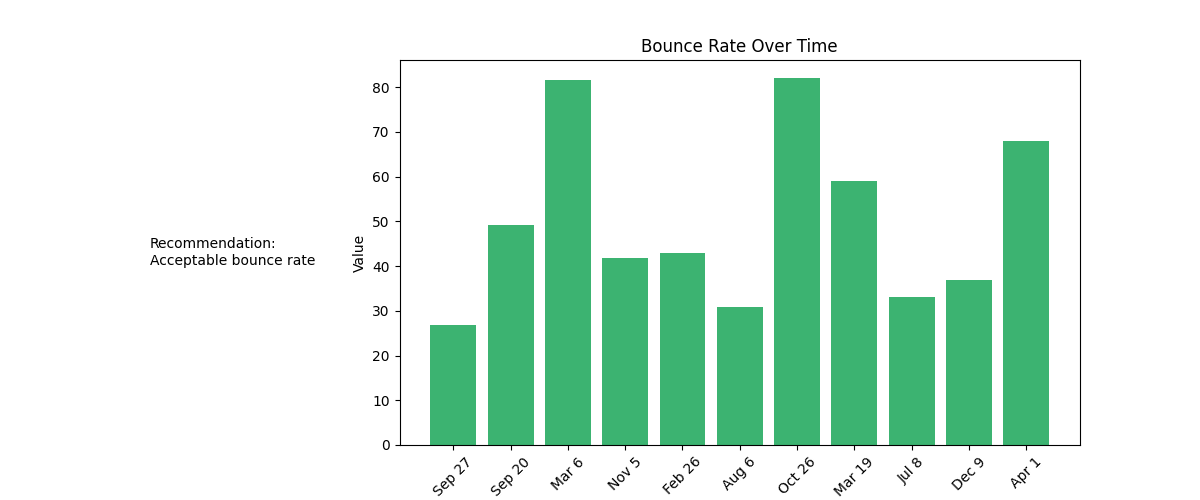 Bounce Rate Over Time
Recommendation:
Acceptable bounce rate
Value
80
70
60
50
40
30
20
10
0
Sep 27
Sep 20
Mar 6
Nov 5
Feb 26
Aug 6
Oct 26
Mar 19
Jul 8
Dec 9
Apr 1